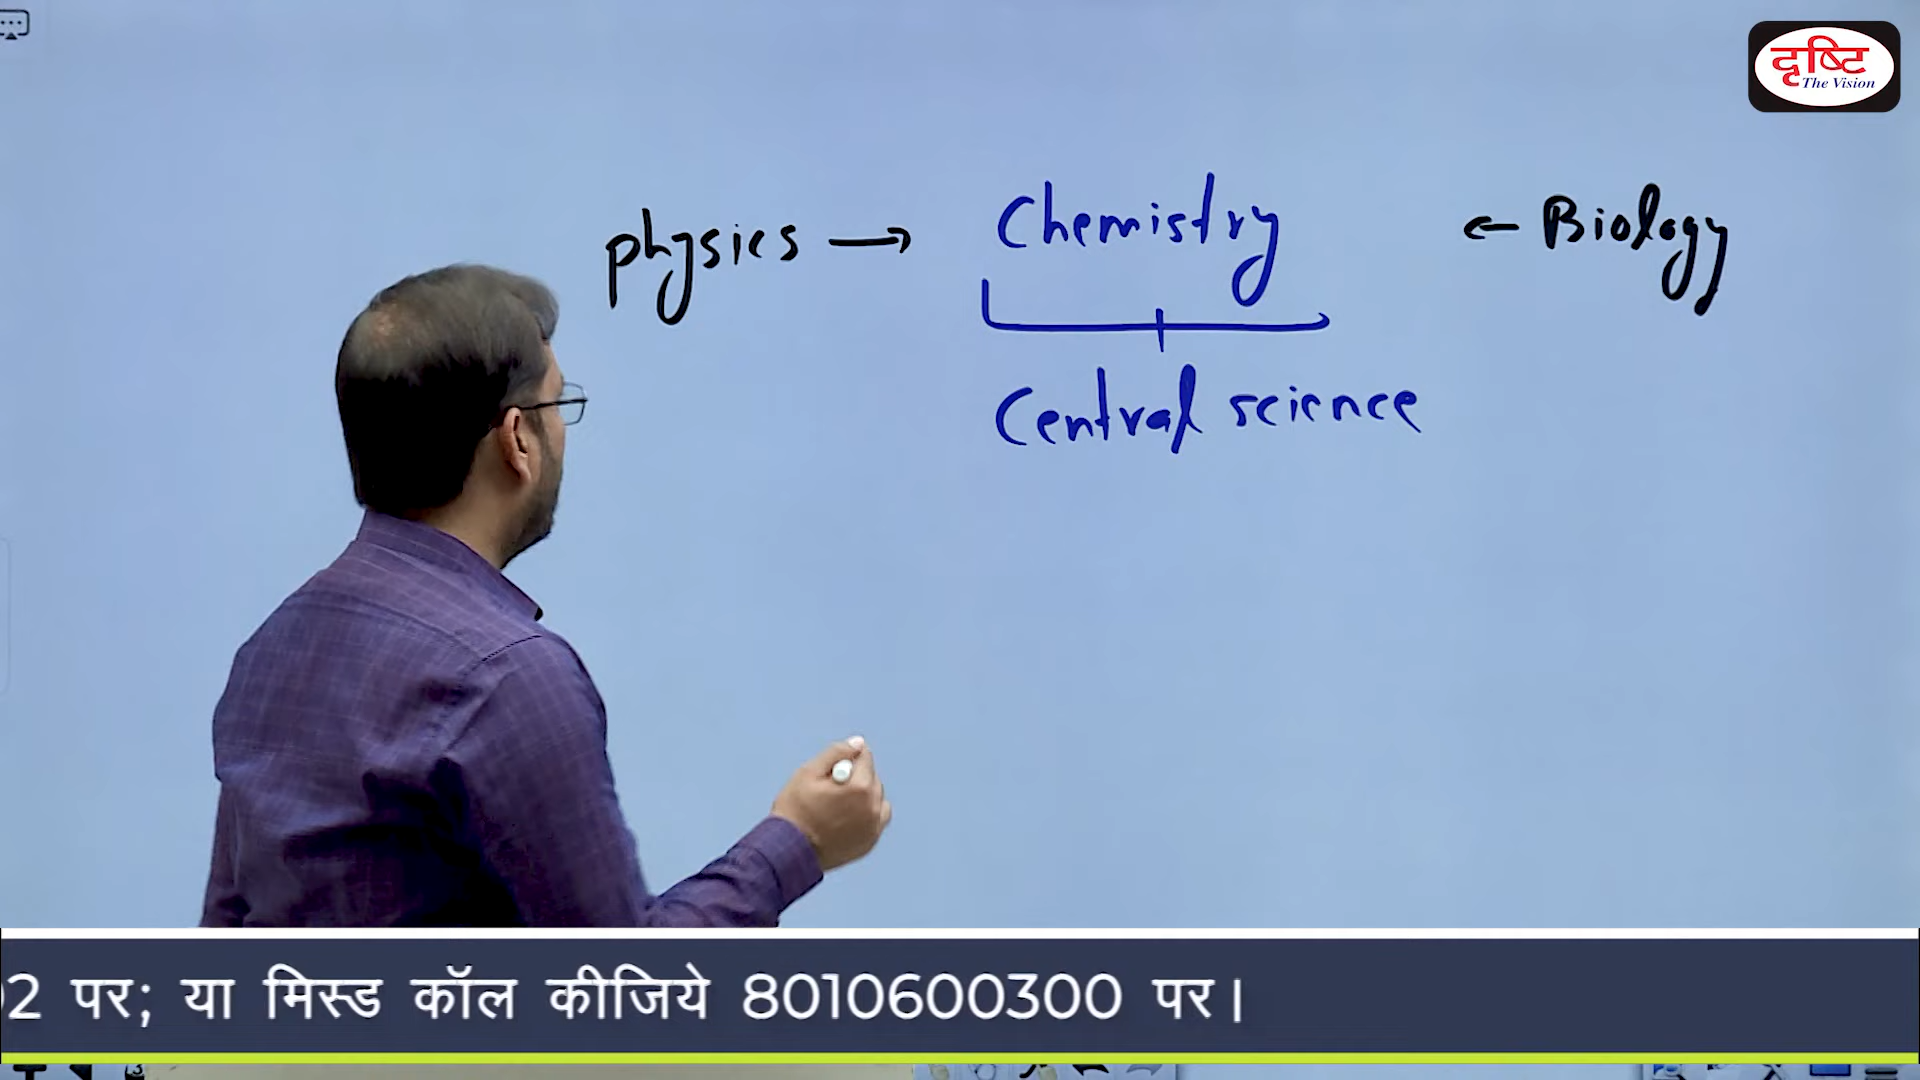 दृष्टि
The Vision
physics → Chemistry ← Biology
Central science
2 पर; या मिस्ड कॉल कीजिये 8010600300 पर।